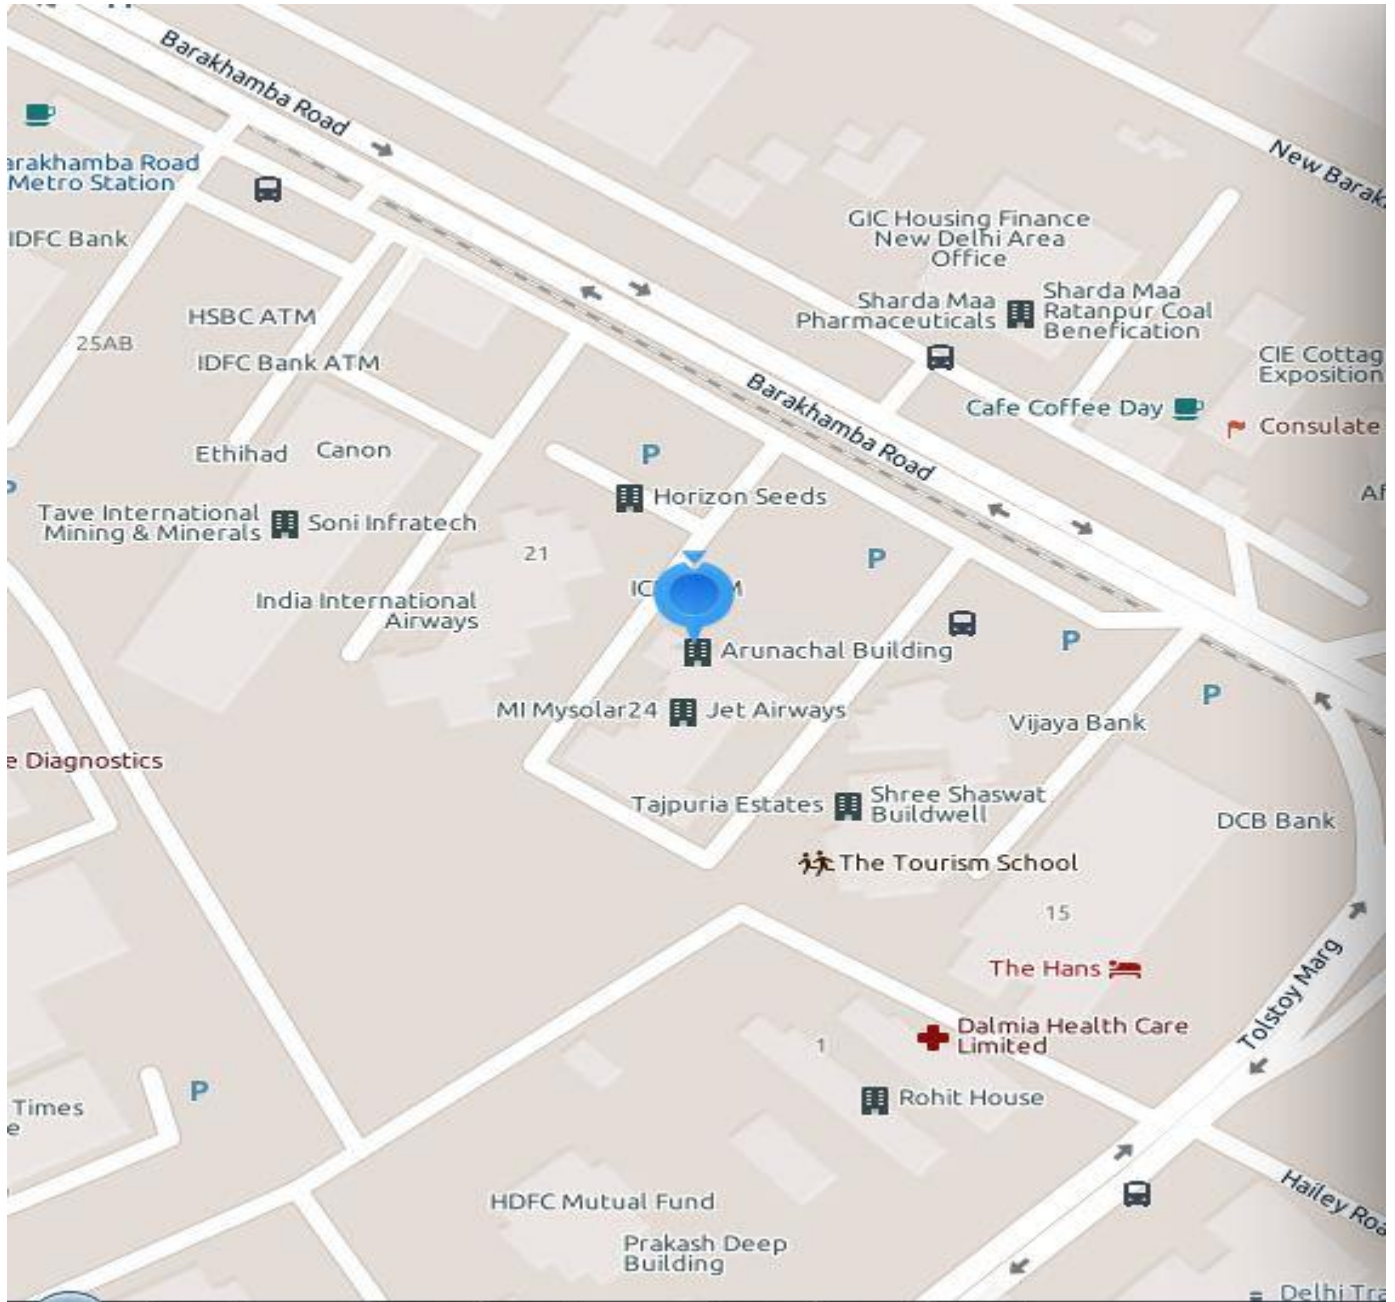 Barakhamba Road
New Barak
arakhamba Road
Metro Station
IDFC Bank
GIC Housing Finance
New Delhi Area
Office
Sharda Maa
Pharmaceuticals
Sharda Maa
Ratanpur Coal
Benefication
HSBC ATM
25AB
IDFC Bank ATM
CIE Cottag
Exposition
Barakhamba Road
Cafe Coffee Day
Consulate
Ethihad
Canon
P
P
Af
Horizon Seeds
Tave International
Mining & Minerals
Soni Infratech
21
P
India International
Airways
Arunachal Building
P
P
MI Mysolar24
Jet Airways
Vijaya Bank
e Diagnostics
Tajpuria Estates
Shree Shaswat
Buildwell
DCB Bank
The Tourism School
15
The Hans
Tolstoy Marg
Dalmia Health Care
Limited
1
Rohit House
P
Times
e
HDFC Mutual Fund
Hailey Roa
Prakash Deep
Building
Delhi Tra